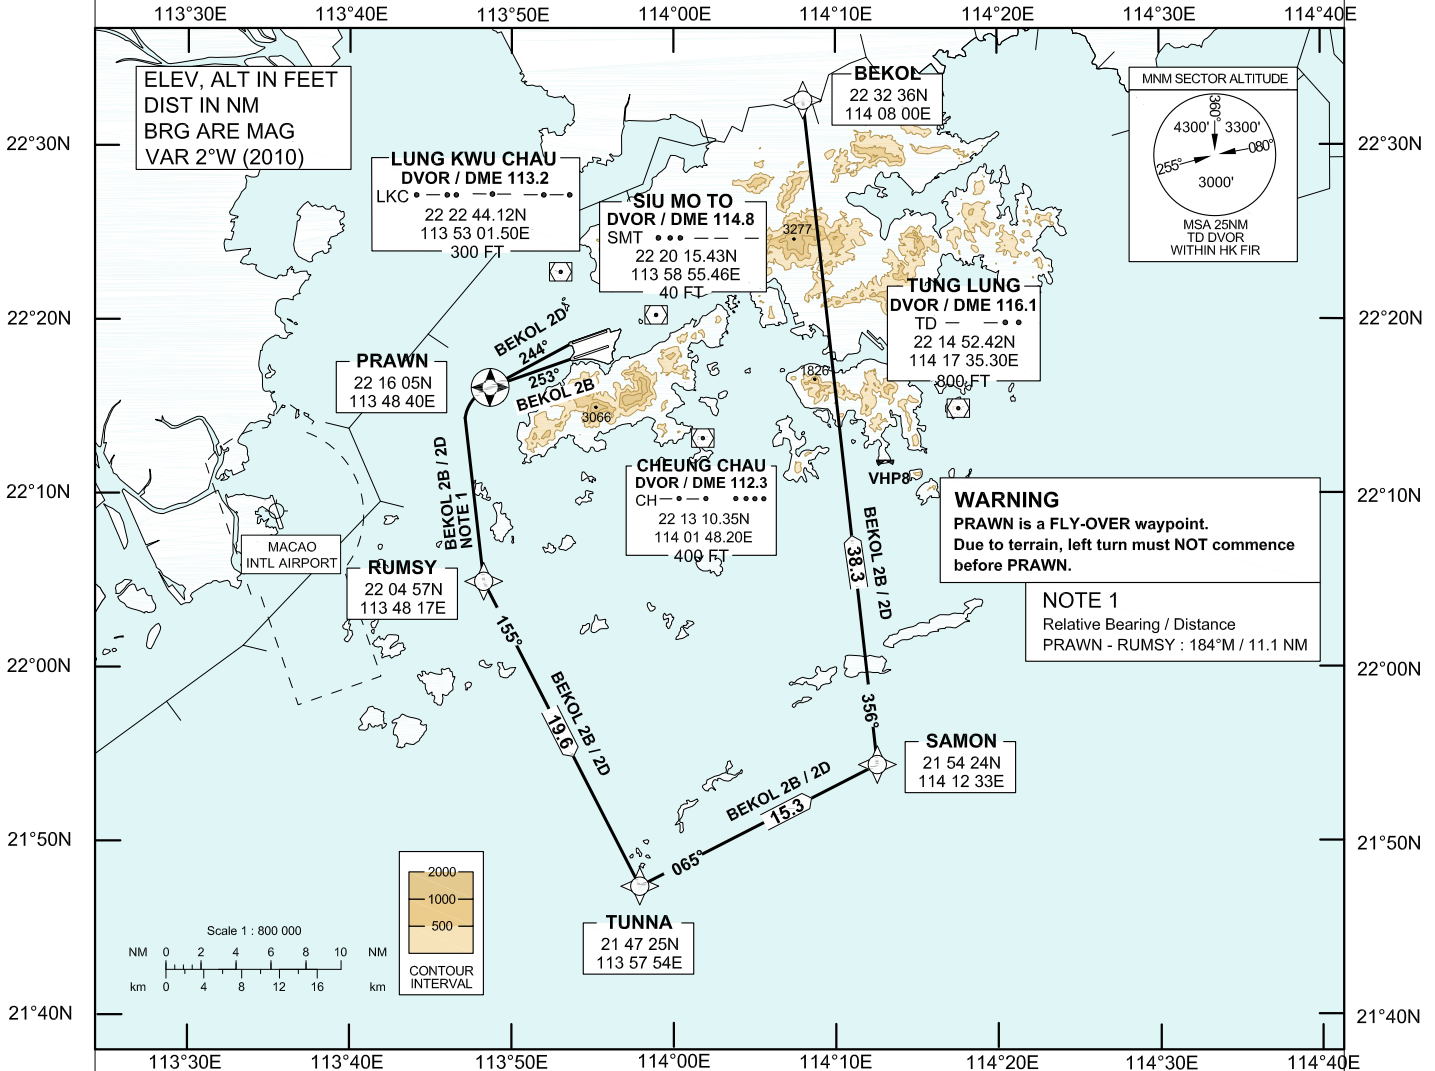 113°30E 113°40E 113°50E 114°00E 114°10E 114°20E 114°30E 114°40E
ELEV, ALT IN FEET
DIST IN NM
BRG ARE MAG
VAR 2°W (2010)
BEKOL
22 32 36N
114 08 00E
MNM SECTOR ALTITUDE
360°
4300' 3300'
255° 080°
3000'
MSA 25NM
TD DVOR
WITHIN HK FIR
22°30N 22°30N
LUNG KWU CHAU
DVOR / DME 113.2
LKC
22 22 44.12N
113 53 01.50E
300 FT
SIU MO TO
DVOR / DME 114.8
SMT
22 20 15.43N
113 58 55.46E
40 FT
3277
TUNG LUNG
DVOR / DME 116.1
TD
22 14 52.42N
114 17 35.30E
800 FT
22°20N 22°20N
BEKOL 2D
244°
253°
BEKOL 2B
PRAWN
22 16 05N
113 48 40E
3066
1826
CHEUNG CHAU
DVOR / DME 112.3
CH
22 13 10.35N
114 01 48.20E
400 FT
VHP8
22°10N 22°10N
BEKOL 2B / 2D
NOTE 1
WARNING
PRAWN is a FLY-OVER waypoint.
Due to terrain, left turn must NOT commence
before PRAWN.
MACAO
INTL AIRPORT
RUMSY
22 04 57N
113 48 17E
BEKOL 2B / 2D
38.3
NOTE 1
Relative Bearing / Distance
PRAWN - RUMSY : 184°M / 11.1 NM
155°
22°00N 22°00N
BEKOL 2B / 2D
19.6
356°
SAMON
21 54 24N
114 12 33E
BEKOL 2B / 2D
15.3
065°
21°50N 21°50N
TUNNA
21 47 25N
113 57 54E
2000
1000
500
CONTOUR
INTERVAL
Scale 1 : 800 000
NM 0 2 4 6 8 10 NM
km 0 4 8 12 16 km
21°40N 21°40N
113°30E 113°40E 113°50E 114°00E 114°10E 114°20E 114°30E 114°40E